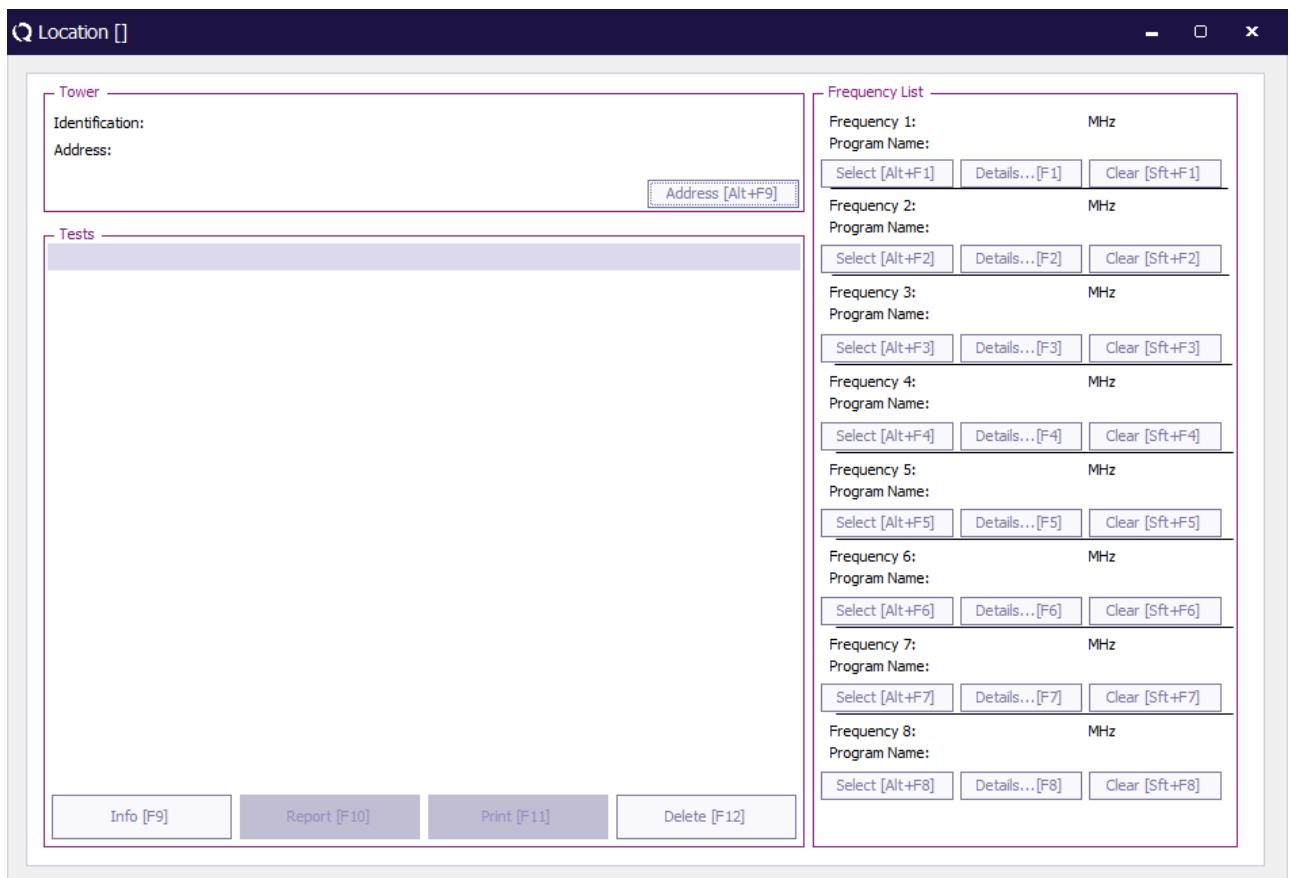 Location []
Tower
Identification:
Address:
Address [Alt+F9]
Tests
Info [F9] Report [F10] Print [F11] Delete [F12]
Frequency List
Frequency 1: MHz
Program Name:
Select [Alt+F1] Details...[F1] Clear [Sft+F1]
Frequency 2: MHz
Program Name:
Select [Alt+F2] Details...[F2] Clear [Sft+F2]
Frequency 3: MHz
Program Name:
Select [Alt+F3] Details...[F3] Clear [Sft+F3]
Frequency 4: MHz
Program Name:
Select [Alt+F4] Details...[F4] Clear [Sft+F4]
Frequency 5: MHz
Program Name:
Select [Alt+F5] Details...[F5] Clear [Sft+F5]
Frequency 6: MHz
Program Name:
Select [Alt+F6] Details...[F6] Clear [Sft+F6]
Frequency 7: MHz
Program Name:
Select [Alt+F7] Details...[F7] Clear [Sft+F7]
Frequency 8: MHz
Program Name:
Select [Alt+F8] Details...[F8] Clear [Sft+F8]